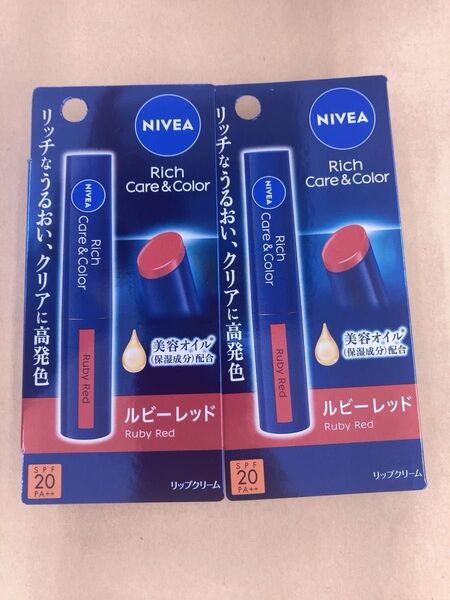 NIVEA
Rich
Care & Color
リッチなうるおい、クリアに高発色
NIVEA
Rich
Care & Color
Ruby Red
美容オイル*
(保湿成分)配合
ルビーレッド
Ruby Red
SPF
20
PA++
リップクリーム
NIVEA
Rich
Care & Color
リッチなうるおい、クリアに高発色
NIVEA
Rich
Care & Color
Ruby Red
美容オイル*
(保湿成分)配合
ルビーレッド
Ruby Red
SPF
20
PA++
リップクリーム